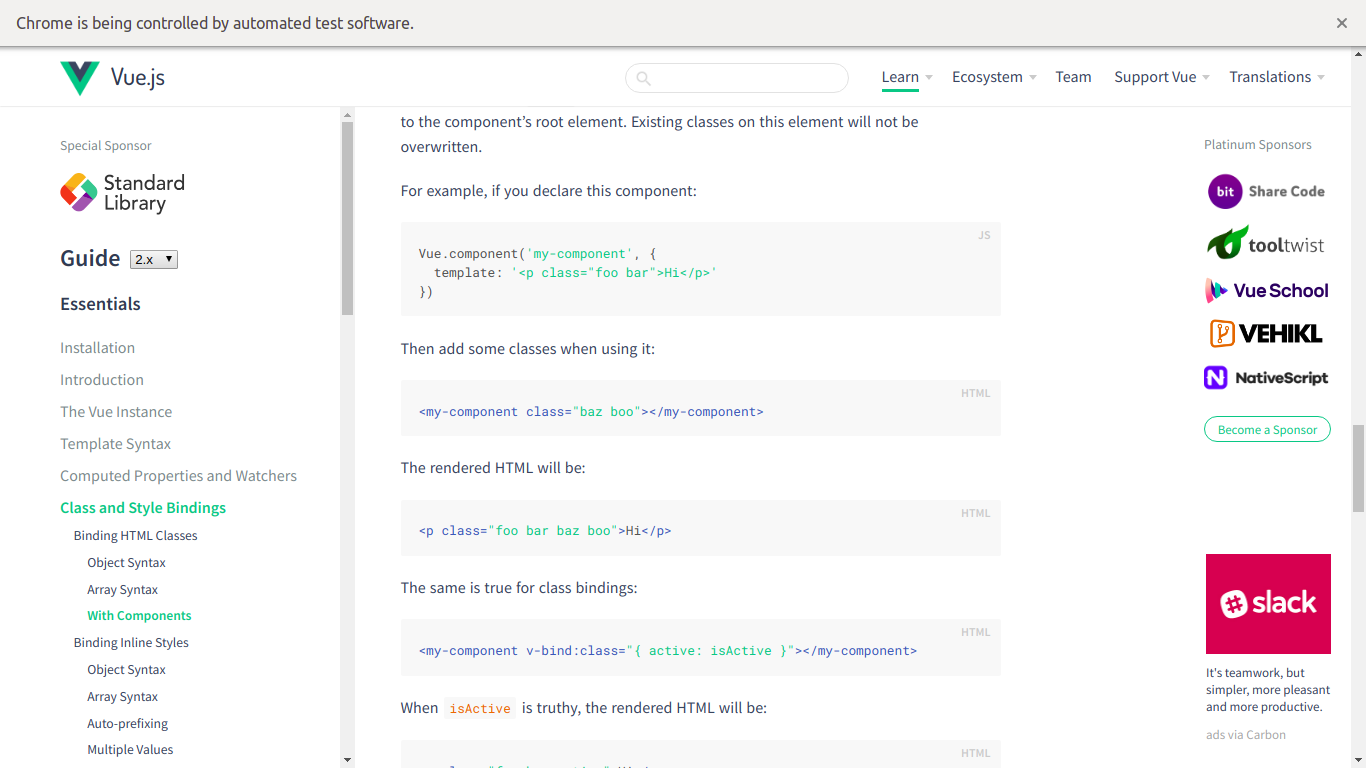 Chrome is being controlled by automated test software.
Vue.js
Learn
Ecosystem
Team
Support Vue
Translations
Special Sponsor
Standard
Library
Guide
2.x
Essentials
Installation
Introduction
The Vue Instance
Template Syntax
Computed Properties and Watchers
Class and Style Bindings
Binding HTML Classes
Object Syntax
Array Syntax
With Components
Binding Inline Styles
Object Syntax
Array Syntax
Auto-prefixing
Multiple Values
to the component’s root element. Existing classes on this element will not be
overwritten.
For example, if you declare this component:
JS
Vue.component('my-component', {
  template: '<p class="foo bar">Hi</p>'
})
Then add some classes when using it:
HTML
<my-component class="baz boo"></my-component>
The rendered HTML will be:
HTML
<p class="foo bar baz boo">Hi</p>
The same is true for class bindings:
HTML
<my-component v-bind:class="{ active: isActive }"></my-component>
When isActive is truthy, the rendered HTML will be:
HTML
Platinum Sponsors
bit Share Code
tooltwist
Vue School
VEHIKL
N NativeScript
Become a Sponsor
slack
It's teamwork, but
simpler, more pleasant
and more productive.
ads via Carbon